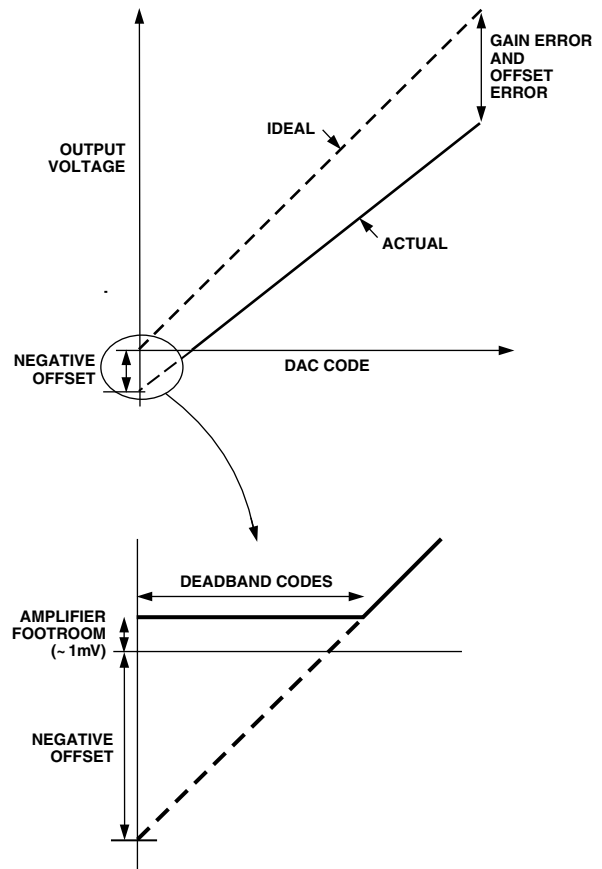 GAIN ERROR
AND
OFFSET
ERROR
IDEAL
OUTPUT
VOLTAGE
ACTUAL
NEGATIVE
OFFSET
DAC CODE
DEADBAND CODES
AMPLIFIER
FOOTROOM
(~ 1mV)
NEGATIVE
OFFSET